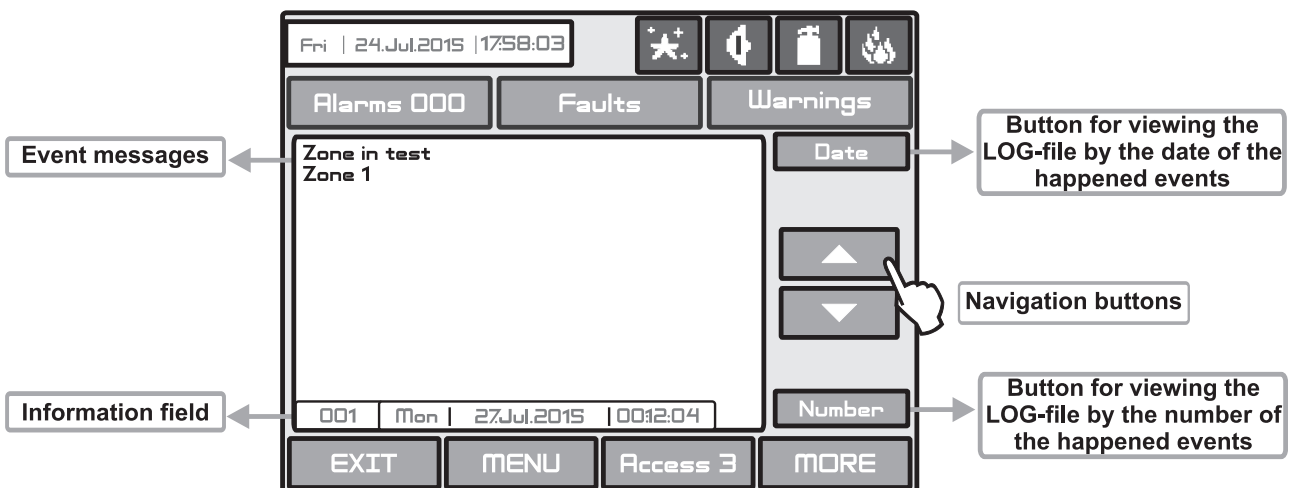 Fri | 24.Jul.2015 | 17:58:03
Alarms 000 Faults Warnings
Event messages
Zone in test
Zone 1
Date
Button for viewing the
LOG-file by the date of the
happened events
Navigation buttons
Information field
001 Mon | 27.Jul.2015 | 00:12:04
Number
Button for viewing the
LOG-file by the number of
the happened events
EXIT MENU Access 3 MORE